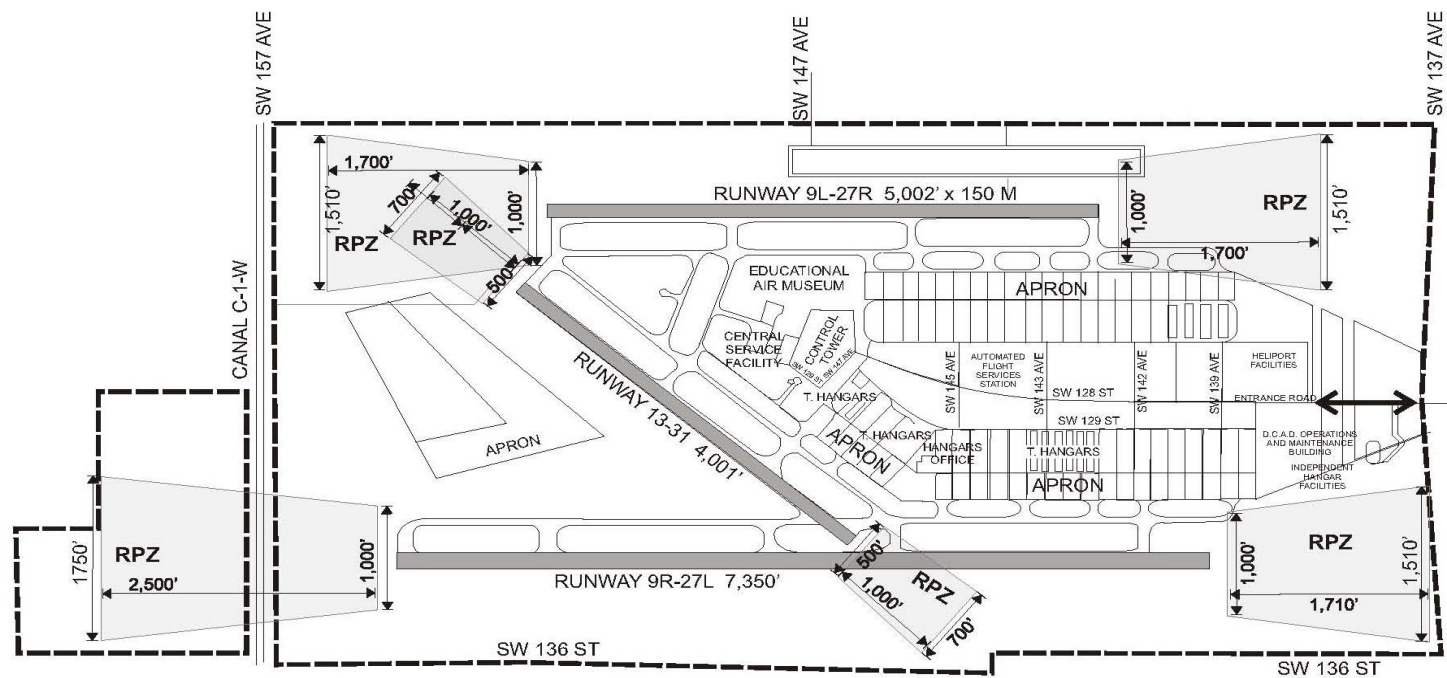 SW 157 AVE
SW 147 AVE
SW 137 AVE
1,700'
1,510'
RPZ
700'
1,000'
RPZ
1,000'
500'
RUNWAY 9L-27R 5,002' x 150 M
1,000'
RPZ
1,510'
1,700'
CANAL C-1-W
EDUCATIONAL
AIR MUSEUM
APRON
CENTRAL
SERVICE
FACILITY
CONTROL
TOWER
SW 128 ST
SW 147 AVE
SW 145 AVE
AUTOMATED
FLIGHT
SERVICES
STATION
SW 143 AVE
SW 142 AVE
SW 139 AVE
HELIPORT
FACILITIES
SW 128 ST
ENTRANCE ROAD
SW 129 ST
RUNWAY 13-31 4,001'
T. HANGARS
T. HANGARS
APRON
HANGARS
OFFICE
T. HANGARS
APRON
D.C.A.D. OPERATIONS
AND MAINTENANCE
BUILDING
INDEPENDENT
HANGAR
FACILITIES
APRON
1750'
RPZ
2,500'
1,000'
RUNWAY 9R-27L 7,350'
500'
1,000'
RPZ
700'
1,000'
RPZ
1,510'
1,710'
SW 136 ST
SW 136 ST